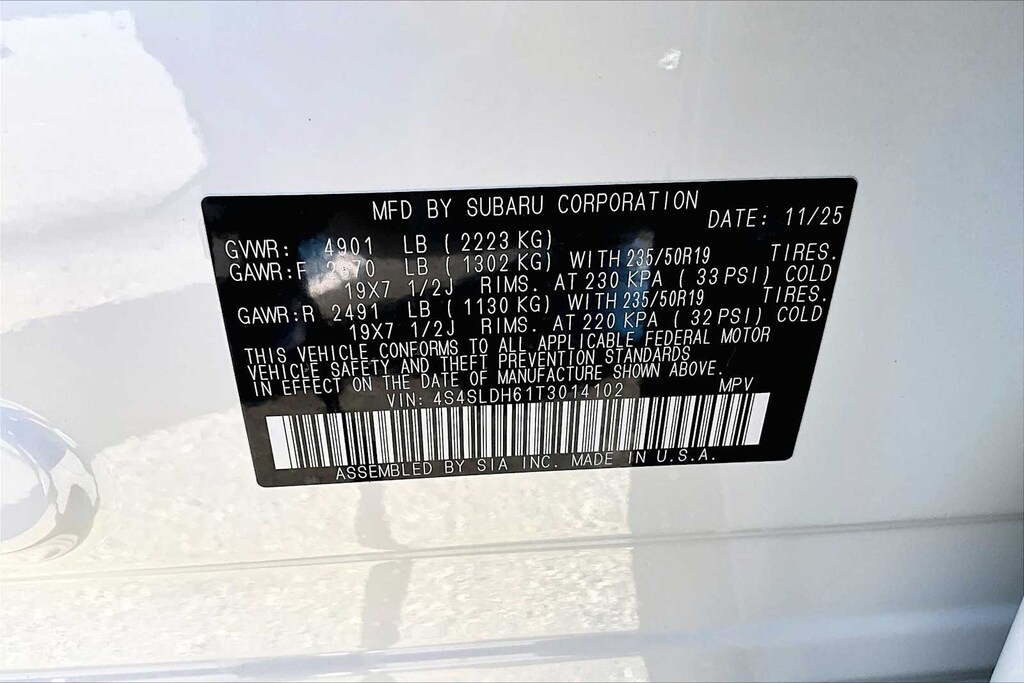 MFD BY SUBARU CORPORATION DATE: 11/25
GVWR: 4901 LB ( 2223 KG)
GAWR:F 2870 LB ( 1302 KG) WITH 235/50R19 TIRES.
19X7 1/2J RIMS. AT 230 KPA ( 33 PSI) COLD
GAWR:R 2491 LB ( 1130 KG) WITH 235/50R19 TIRES.
19X7 1/2J RIMS. AT 220 KPA ( 32 PSI) COLD
THIS VEHICLE CONFORMS TO ALL APPLICABLE FEDERAL MOTOR
VEHICLE SAFETY AND THEFT PREVENTION STANDARDS
IN EFFECT ON THE DATE OF MANUFACTURE SHOWN ABOVE.
VIN: 4S4SLDH61T3014102 MPV
ASSEMBLED BY SIA INC. MADE IN U.S.A.